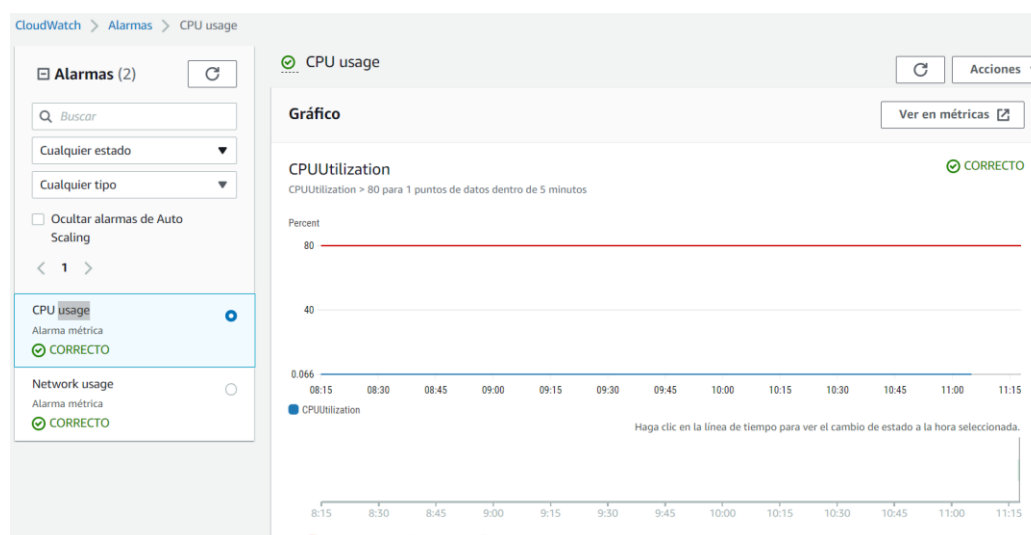 CloudWatch > Alarmas > CPU usage
Alarmas (2)
Buscar
Cualquier estado
Cualquier tipo
Ocultar alarmas de Auto
Scaling
< 1 >
CPU usage
Alarma métrica
CORRECTO
Network usage
Alarma métrica
CORRECTO
CPU usage
Acciones
Gráfico
Ver en métricas
CPUUtilization
CORRECTO
CPUUtilization > 80 para 1 puntos de datos dentro de 5 minutos
Percent
80
40
0.066
08:15 08:30 08:45 09:00 09:15 09:30 09:45 10:00 10:15 10:30 10:45 11:00 11:15
CPUUtilization
Haga clic en la línea de tiempo para ver el cambio de estado a la hora seleccionada.
8:15 8:30 8:45 9:00 9:15 9:30 9:45 10:00 10:15 10:30 10:45 11:00 11:15